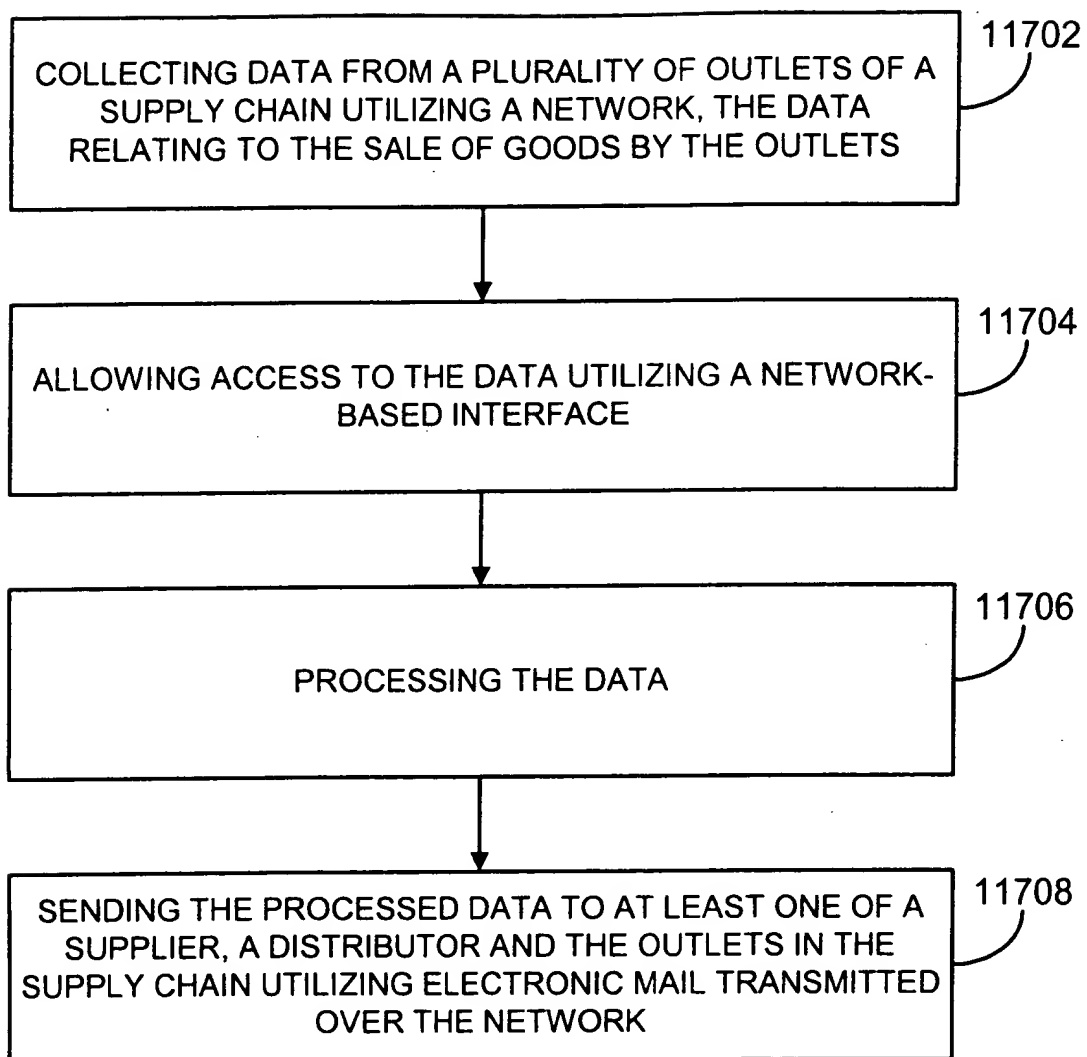 11702
COLLECTING DATA FROM A PLURALITY OF OUTLETS OF A
SUPPLY CHAIN UTILIZING A NETWORK, THE DATA
RELATING TO THE SALE OF GOODS BY THE OUTLETS
11704
ALLOWING ACCESS TO THE DATA UTILIZING A NETWORK-
BASED INTERFACE
11706
PROCESSING THE DATA
11708
SENDING THE PROCESSED DATA TO AT LEAST ONE OF A
SUPPLIER, A DISTRIBUTOR AND THE OUTLETS IN THE
SUPPLY CHAIN UTILIZING ELECTRONIC MAIL TRANSMITTED
OVER THE NETWORK